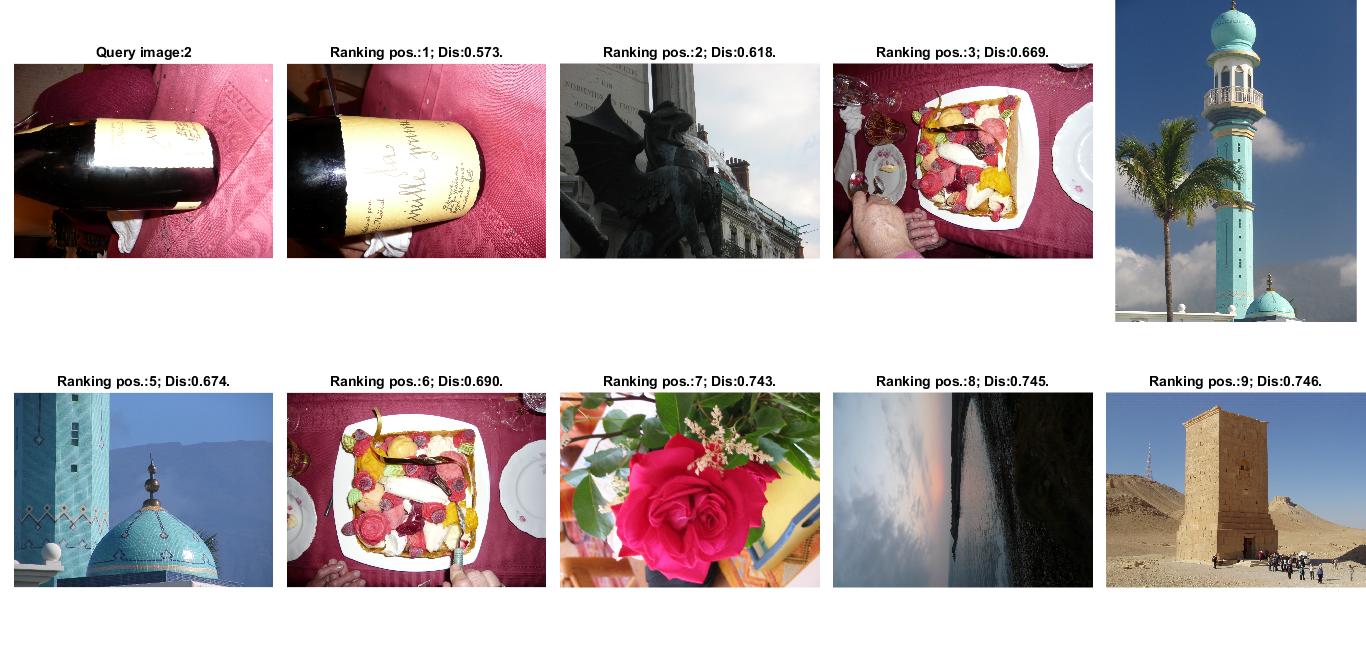 Query image:2
Ranking pos.:1; Dis:0.573.
Ranking pos.:2; Dis:0.618.
Ranking pos.:3; Dis:0.669.
Ranking pos.:5; Dis:0.674.
Ranking pos.:6; Dis:0.690.
Ranking pos.:7; Dis:0.743.
Ranking pos.:8; Dis:0.745.
Ranking pos.:9; Dis:0.746.